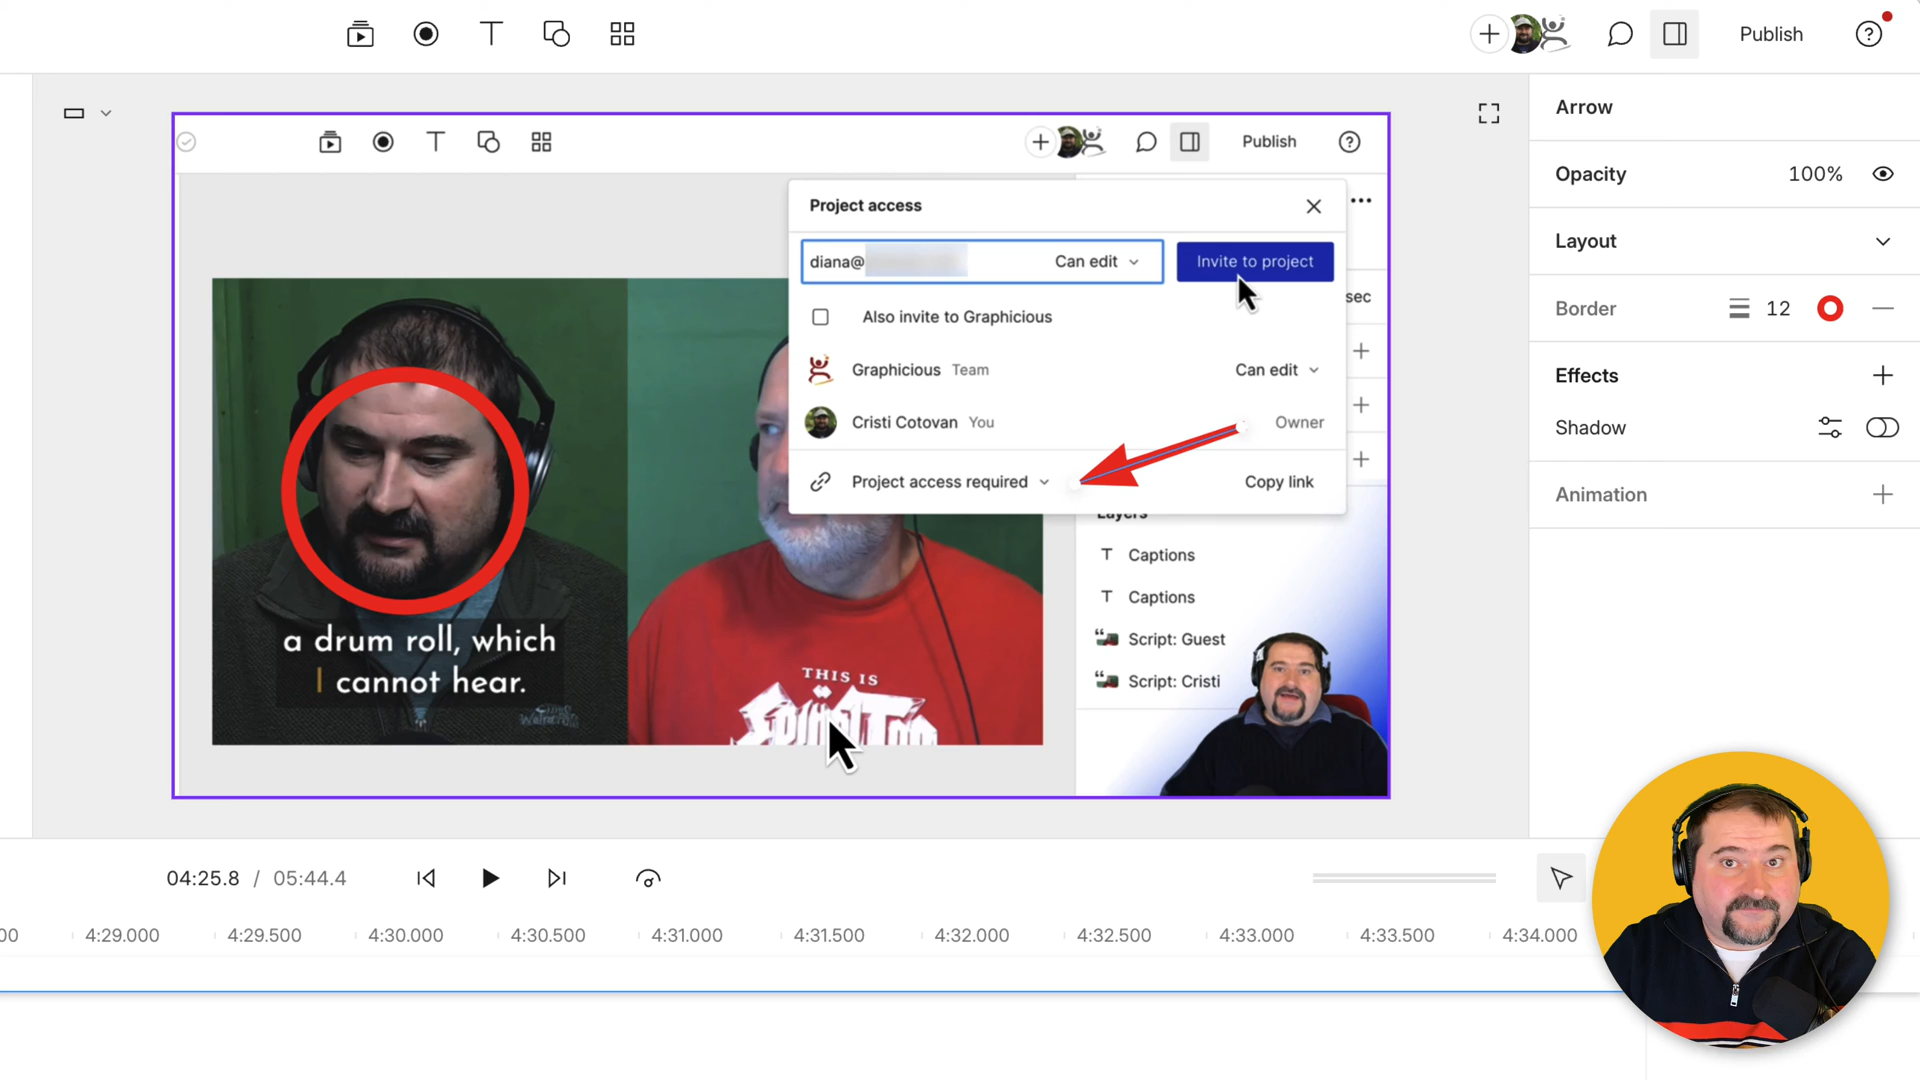 Publish
Arrow
Opacity 100%
Layout
Border 12
Effects
Shadow
Animation
Publish
Project access
diana@ Can edit Invite to project
sec
Also invite to Graphicious
Graphicious Team Can edit
Cristi Cotovan You Owner
Project access required Copy link
Layers
T Captions
T Captions
Script: Guest
Script: Cristi
a drum roll, which
I cannot hear.
THIS IS
04:25.8 / 05:44.4
00 4:29.000 4:29.500 4:30.000 4:30.500 4:31.000 4:31.500 4:32.000 4:32.500 4:33.000 4:33.500 4:34.000